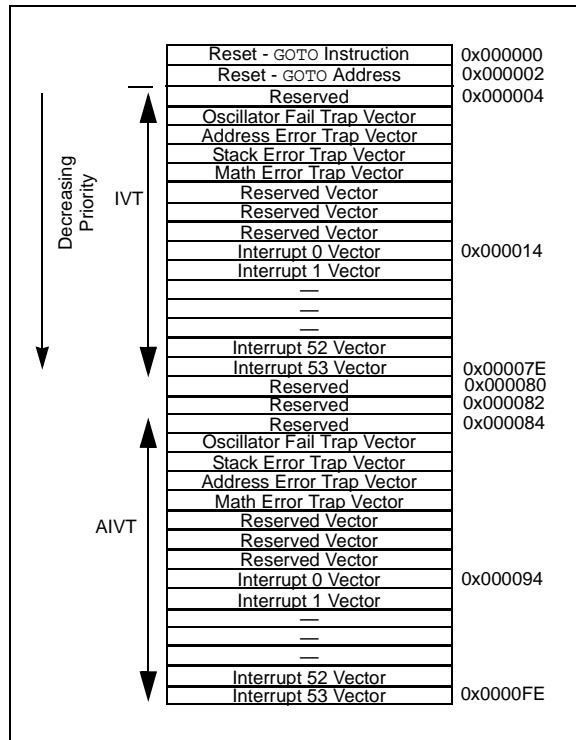 Reset - GOTO Instruction 0x000000
Reset - GOTO Address 0x000002
Reserved 0x000004
Oscillator Fail Trap Vector
Address Error Trap Vector
Stack Error Trap Vector
Math Error Trap Vector
Reserved Vector
Reserved Vector
Reserved Vector
Interrupt 0 Vector 0x000014
Interrupt 1 Vector
—
—
—
Interrupt 52 Vector
Interrupt 53 Vector 0x00007E
Reserved 0x000080
Reserved 0x000082
Reserved 0x000084
Oscillator Fail Trap Vector
Stack Error Trap Vector
Address Error Trap Vector
Math Error Trap Vector
Reserved Vector
Reserved Vector
Reserved Vector
Interrupt 0 Vector 0x000094
Interrupt 1 Vector
—
—
—
Interrupt 52 Vector
Interrupt 53 Vector 0x0000FE
Decreasing
Priority
IVT
AIVT